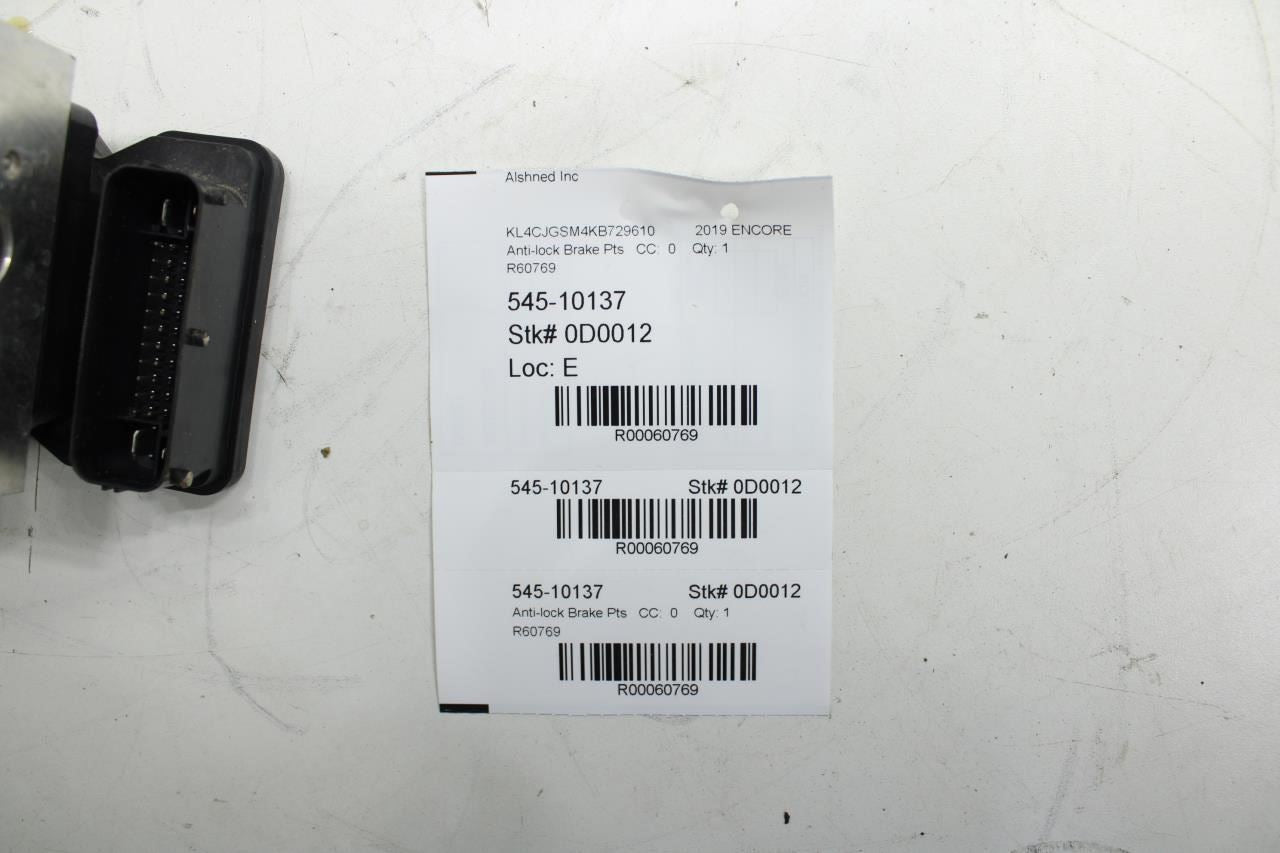 Alshned Inc
KL4CJGSM4KB729610 2019 ENCORE
Anti-lock Brake Pts CC: 0 Qty: 1
R60769
545-10137
Stk# 0D0012
Loc: E
R00060769
545-10137 Stk# 0D0012
R00060769
545-10137 Stk# 0D0012
Anti-lock Brake Pts CC: 0 Qty: 1
R60769
R00060769